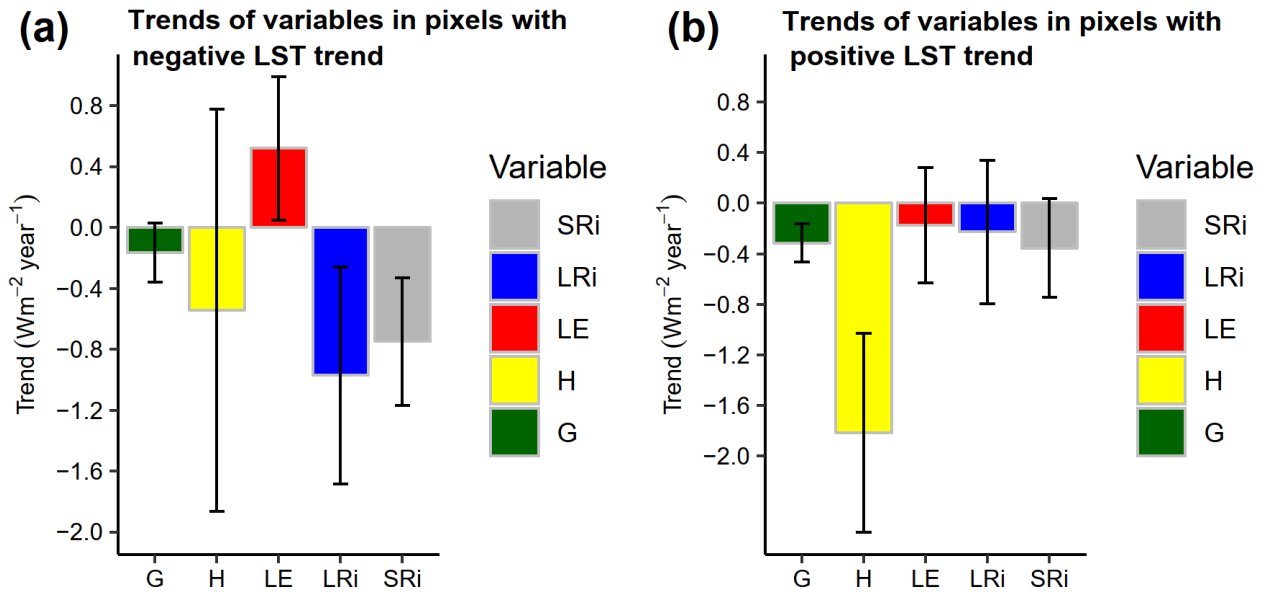 (a) Trends of variables in pixels with
negative LST trend
0.8
0.4
0.0
−0.4
−0.8
−1.2
−1.6
−2.0
Trend (Wm−2 year−1)
G H LE LRi SRi
Variable
SRi
LRi
LE
H
G
(b) Trends of variables in pixels with
positive LST trend
0.8
0.4
0.0
−0.4
−0.8
−1.2
−1.6
−2.0
Trend (Wm−2 year−1)
G H LE LRi SRi
Variable
SRi
LRi
LE
H
G